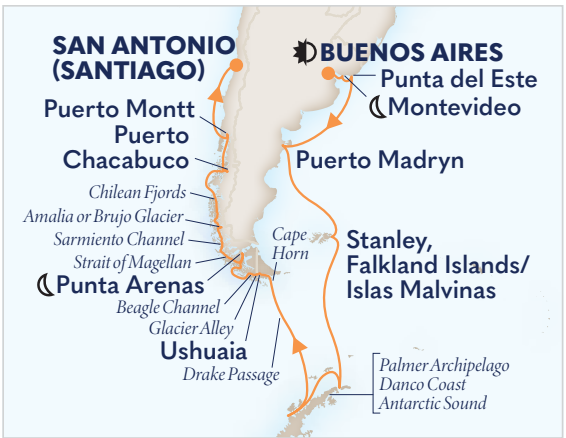 SAN ANTONIO
(SANTIAGO)
BUENOS AIRES
Punta del Este
Montevideo
Puerto Montt
Puerto
Chacabuco
Puerto Madryn
Chilean Fjords
Amalia or Brujo Glacier
Sarmiento Channel
Strait of Magellan
Cape
Horn
Stanley,
Falkland Islands/
Islas Malvinas
Punta Arenas
Beagle Channel
Glacier Alley
Ushuaia
Drake Passage
Palmer Archipelago
Danco Coast
Antarctic Sound